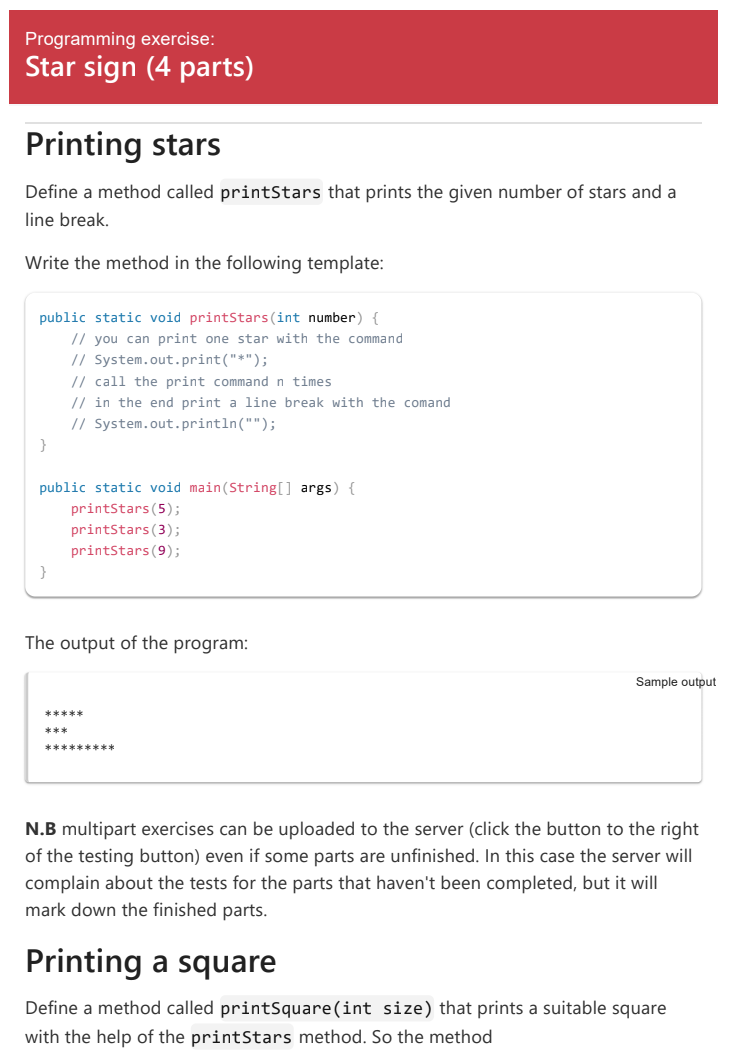 Programming exercise:
Star sign (4 parts)
Printing stars
Define a method called printStars that prints the given number of stars and a
line break.
Write the method in the following template:
public static void printStars(int number) {
    // you can print one star with the command
    // System.out.print("*");
    // call the print command n times
    // in the end print a line break with the comand
    // System.out.println("");
}
public static void main(String[] args) {
    printStars(5);
    printStars(3);
    printStars(9);
}
The output of the program:
Sample output
*****
***
*********
N.B multipart exercises can be uploaded to the server (click the button to the right
of the testing button) even if some parts are unfinished. In this case the server will
complain about the tests for the parts that haven't been completed, but it will
mark down the finished parts.
Printing a square
Define a method called printSquare(int size) that prints a suitable square
with the help of the printStars method. So the method